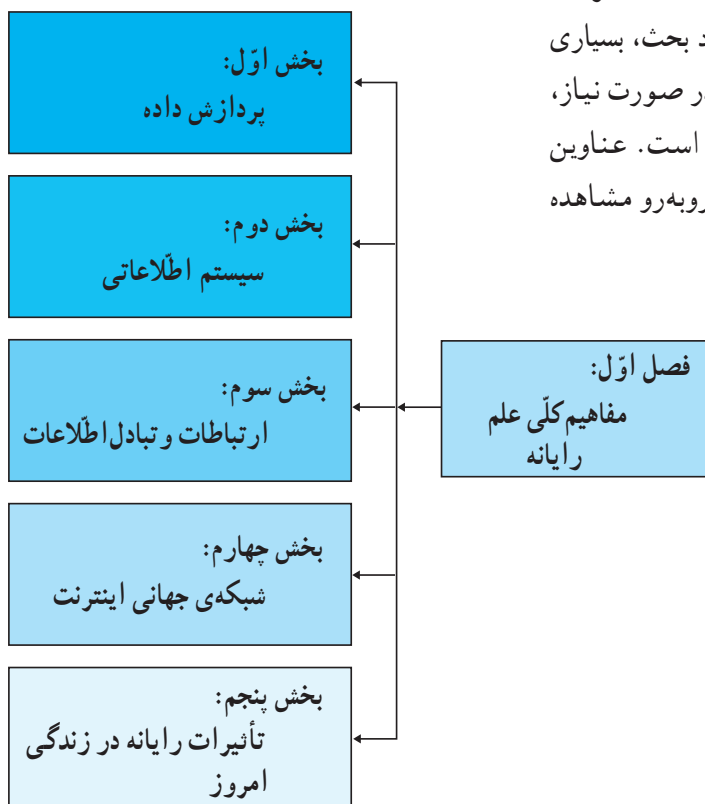 د بحث، بسیاری
ر صورت نیاز،
است. عناوین
روبه‌رو مشاهده
فصل اوّل:
مفاهیم کلّی علم
رایانه
بخش اوّل:
پردازش داده
بخش دوم:
سیستم اطّلاعاتی
بخش سوم:
ارتباطات و تبادل اطّلاعات
بخش چهارم:
شبکه‌ی جهانی اینترنت
بخش پنجم:
تأثیرات رایانه در زندگی
امروز